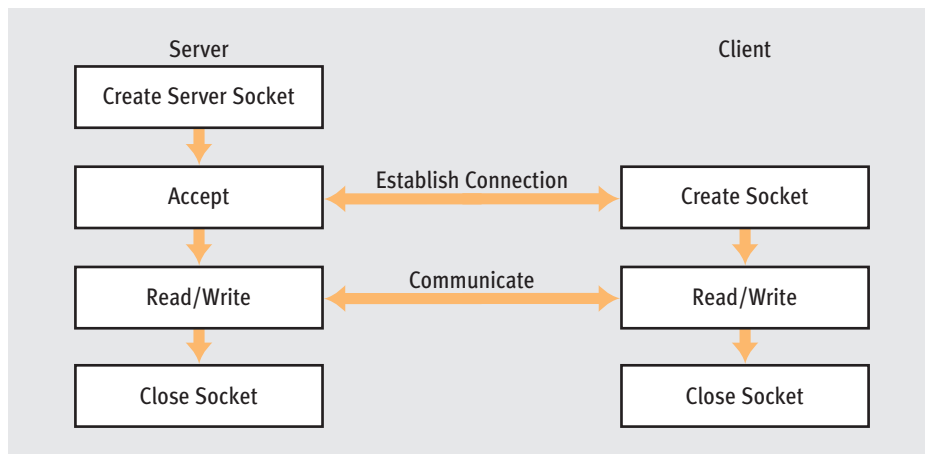 Server
Client
Create Server Socket
Accept
Establish Connection
Create Socket
Read/Write
Communicate
Read/Write
Close Socket
Close Socket